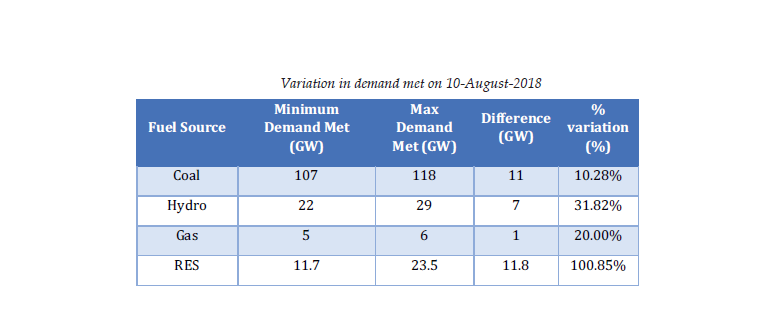 Variation in demand met on 10-August-2018
Fuel Source Minimum Demand Met (GW) Max Demand Met (GW) Difference (GW) % variation (%)
Coal 107 118 11 10.28%
Hydro 22 29 7 31.82%
Gas 5 6 1 20.00%
RES 11.7 23.5 11.8 100.85%